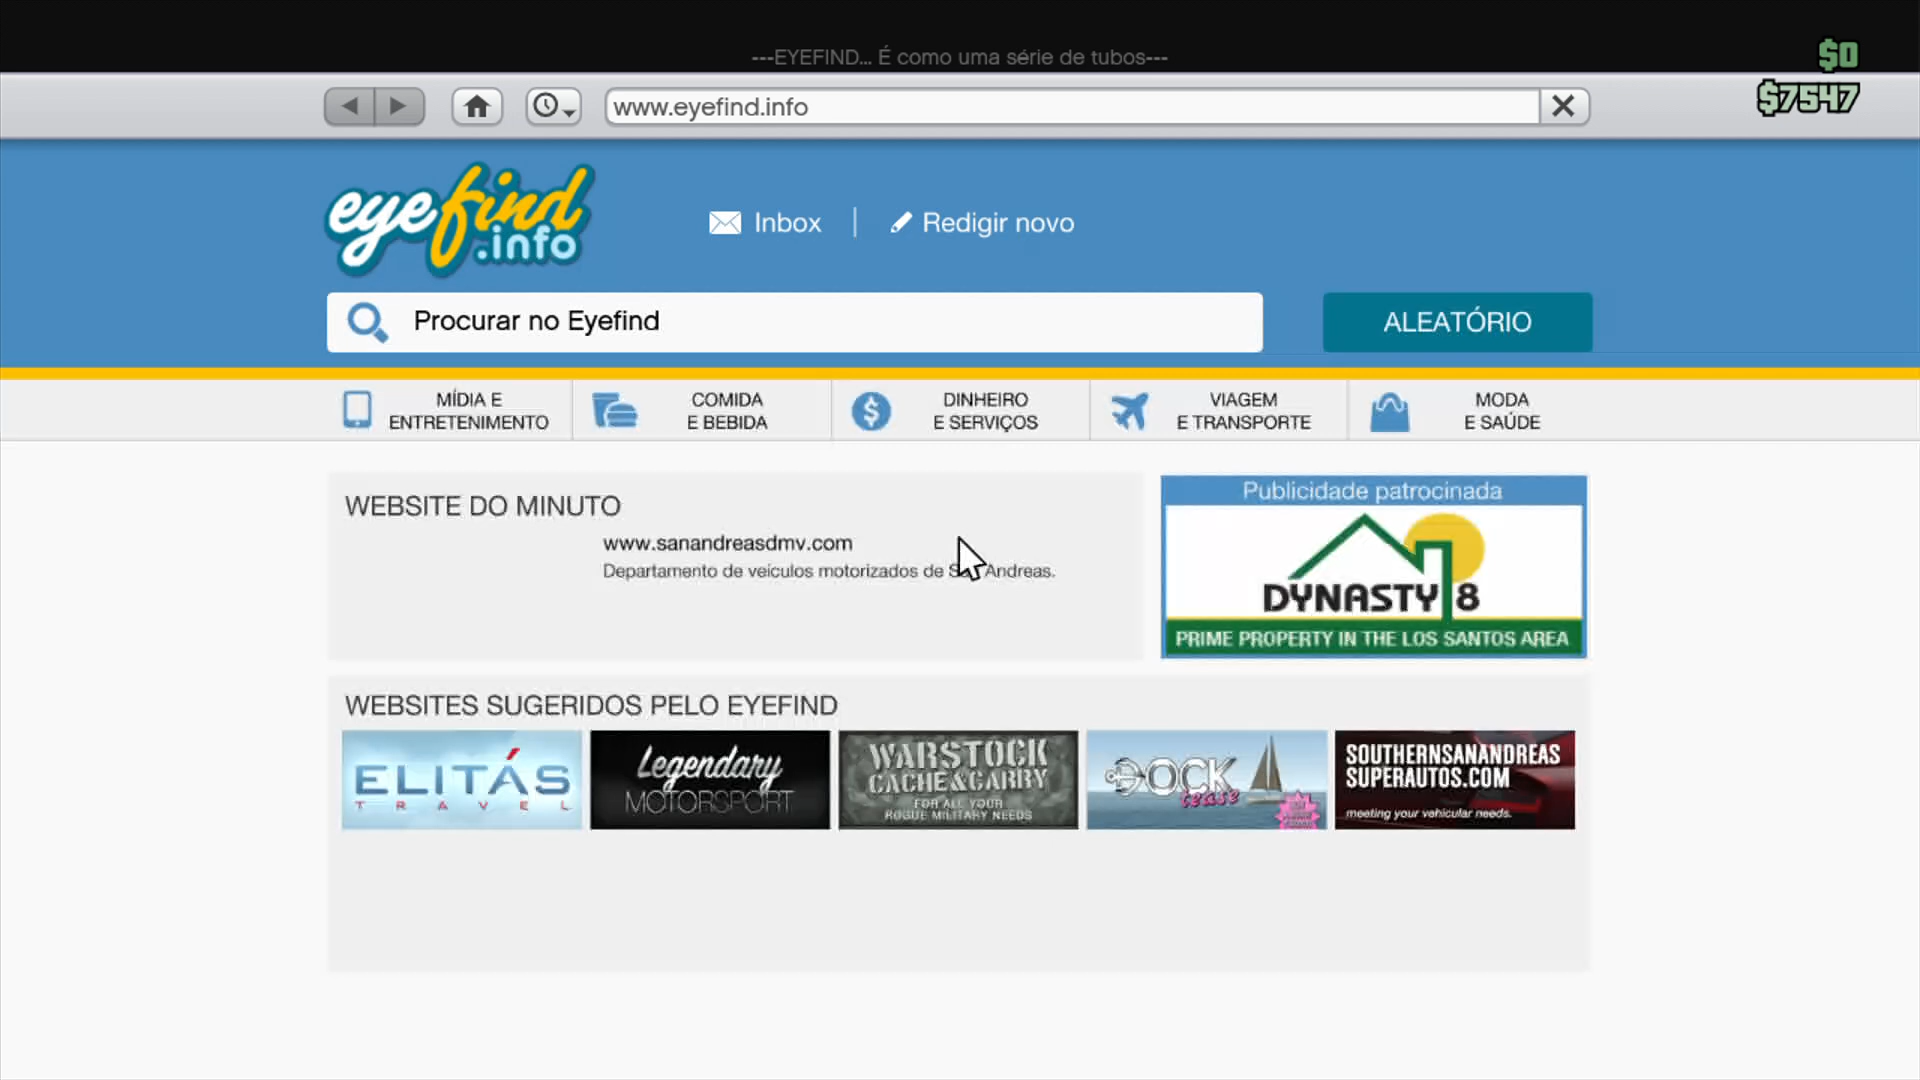 ---EYEFIND... É como uma série de tubos---
$0
$7547
www.eyefind.info
eyefind
.info
Inbox
Redigir novo
Procurar no Eyefind
ALEATÓRIO
MÍDIA E
ENTRETENIMENTO
COMIDA
E BEBIDA
DINHEIRO
E SERVIÇOS
VIAGEM
E TRANSPORTE
MODA
E SAÚDE
WEBSITE DO MINUTO
www.sanandreasdmv.com
Departamento de veículos motorizados de San Andreas.
Publicidade patrocinada
DYNASTY 8
PRIME PROPERTY IN THE LOS SANTOS AREA
WEBSITES SUGERIDOS PELO EYEFIND
ELITÁS
TRAVEL
Legendary
MOTORSPORT
WARSTOCK
CACHE&CARRY
FOR ALL YOUR
ROGUE MILITARY NEEDS
DOCK
tease
SOUTHERNSANANDREAS
SUPERAUTOS.COM
meeting your vehicular needs.